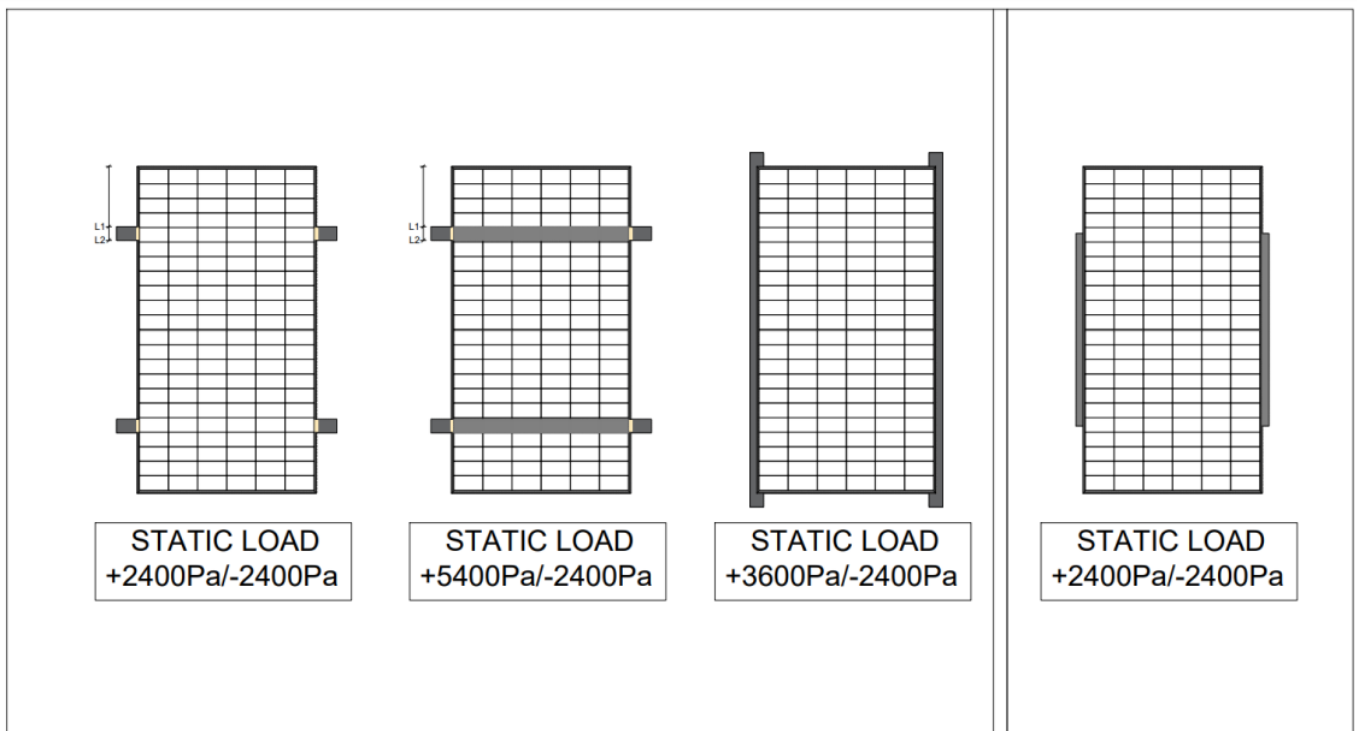 L1
L2
L1
L2
STATIC LOAD
+2400Pa/-2400Pa
STATIC LOAD
+5400Pa/-2400Pa
STATIC LOAD
+3600Pa/-2400Pa
STATIC LOAD
+2400Pa/-2400Pa